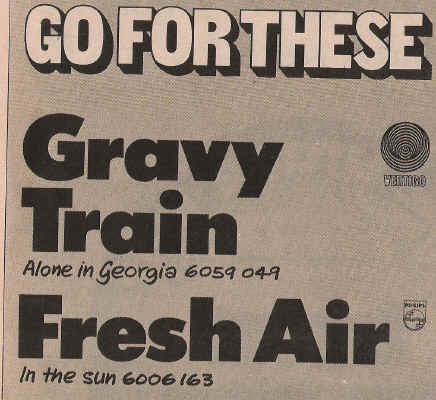 GO FOR THESE
Gravy
VERTIGO
Train
Alone in Georgia 6059 049
Fresh Air
PHILIPS
In the sun 6006 163